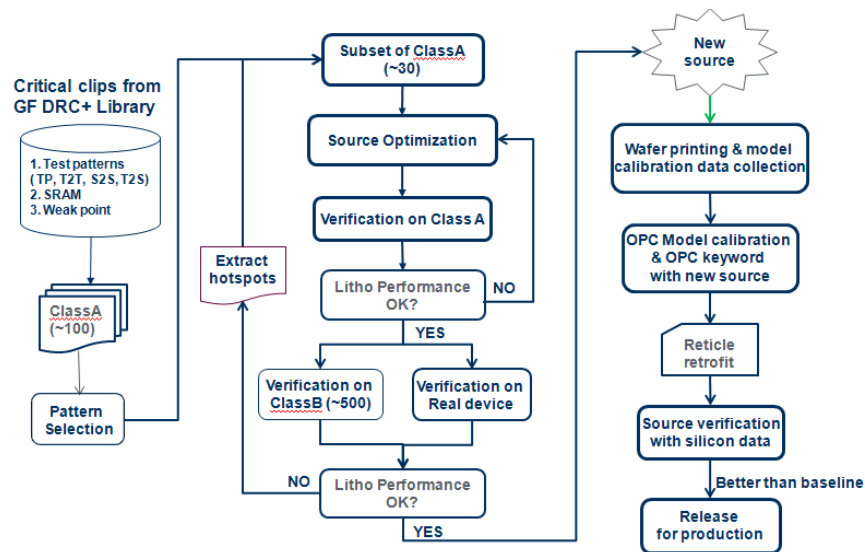 Critical clips from
GF DRC+ Library
1. Test patterns
( TP, T2T, S2S, T2S)
2. SRAM
3. Weak point
ClassA
(~100)
Pattern
Selection
Extract
hotspots
Subset of ClassA
(~30)
Source Optimization
Verification on Class A
Litho Performance
OK?
NO
YES
Verification on
ClassB (~500)
Verification on
Real device
NO
Litho Performance
OK?
YES
New
source
Wafer printing & model
calibration data collection
OPC Model calibration
& OPC keyword
with new source
Reticle
retrofit
Source verification
with silicon data
Better than baseline
Release
for production